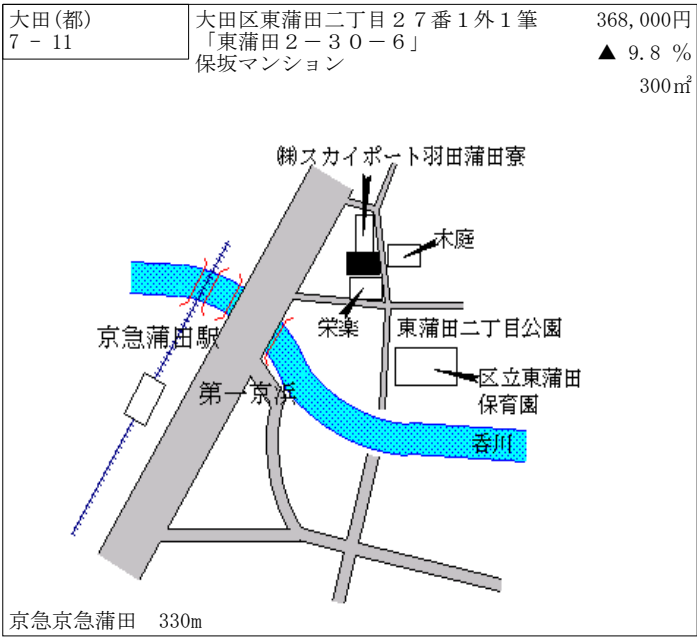 大田(都)
7 - 11
大田区東蒲田二丁目２７番１外１筆
「東蒲田２－３０－６」
保坂マンション
368,000円
▲ 9.8 %
300㎡
㈱スカイポート羽田蒲田寮
木庭
栄楽
東蒲田二丁目公園
京急蒲田駅
第一京浜
区立東蒲田
保育園
呑川
京急京急蒲田　330m